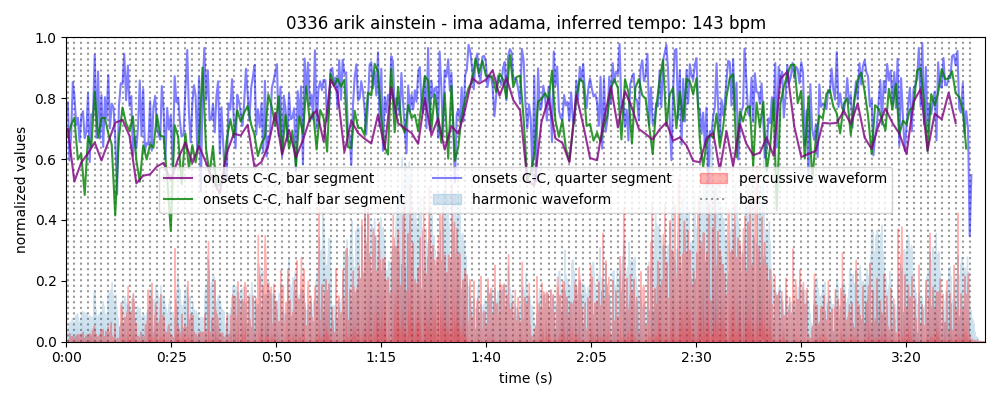 0336 arik ainstein - ima adama, inferred tempo: 143 bpm
1.0
0.8
0.6
0.4
0.2
0.0
normalized values
onsets C-C, bar segment
onsets C-C, half bar segment
onsets C-C, quarter segment
harmonic waveform
percussive waveform
bars
0:00 0:25 0:50 1:15 1:40 2:05 2:30 2:55 3:20
time (s)